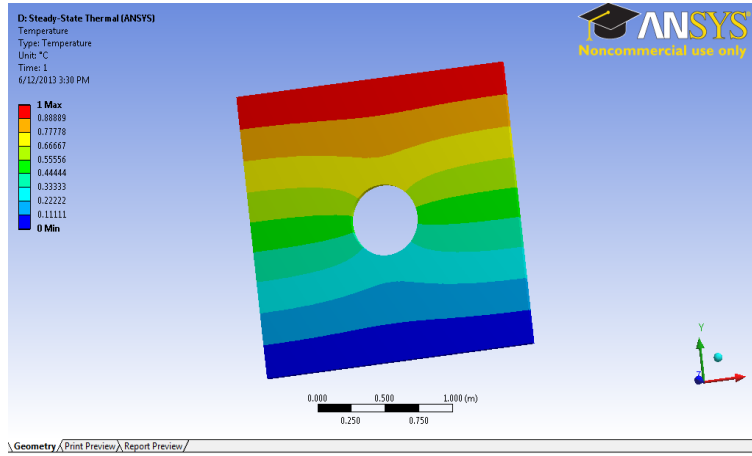 D: Steady-State Thermal (ANSYS)
Temperature
Type: Temperature
Unit: °C
Time: 1
6/12/2013 3:30 PM
1 Max
0.88889
0.77778
0.66667
0.55556
0.44444
0.33333
0.22222
0.11111
0 Min
ANSYS
Noncommercial use only
0.000 0.500 1.000 (m)
0.250 0.750
Y
Z
Geometry Print Preview Report Preview